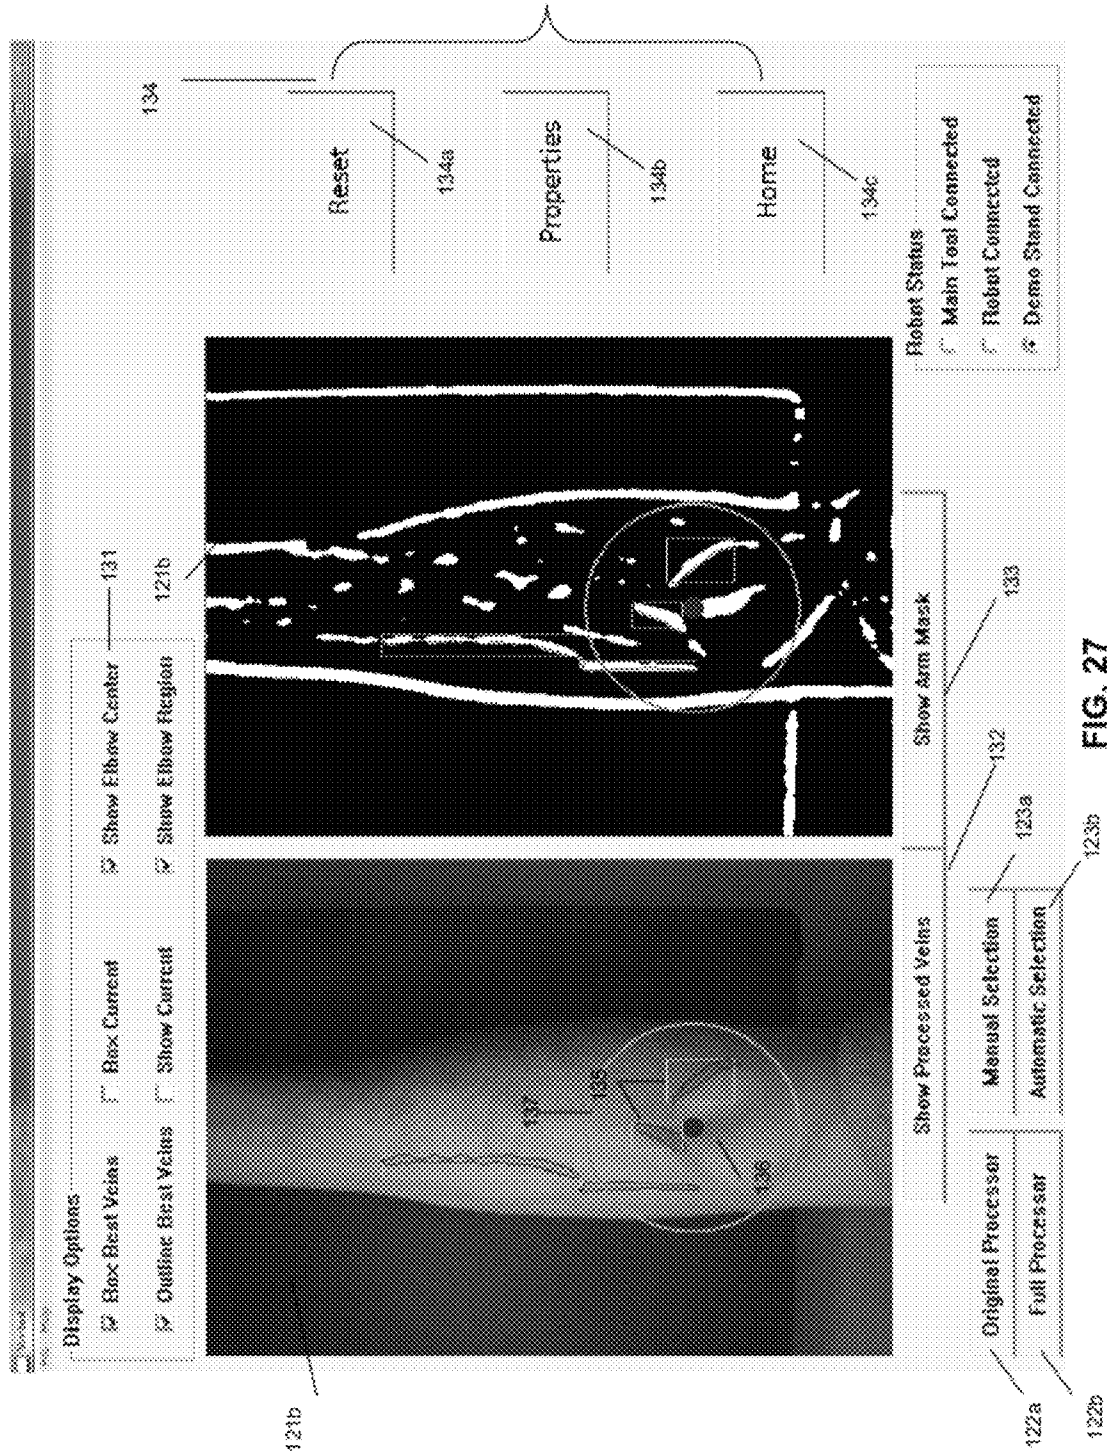 Display Options
Box Best Veins
Box Current
Show Elbow Center
131
Outline Best Veins
Show Current
Show Elbow Region
121b
121b
134
Reset
134a
Properties
134b
Home
134c
137
135
136
Show Processed Veins
Show Arm Mask
132
133
Original Processor
Manual Selection
123a
Full Processor
Automatic Selection
123b
122a
122b
Robot Status
Main Tool Connected
Robot Connected
Demo Stand Connected
FIG. 27